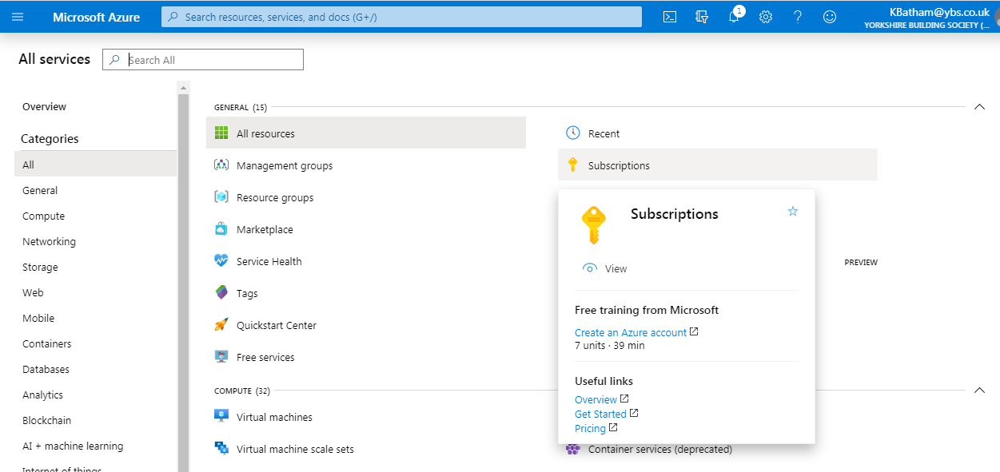 Microsoft Azure
Search resources, services, and docs (G+/)
1
KBatham@ybs.co.uk
YORKSHIRE BUILDING SOCIETY (...
All services
Search All
Overview
Categories
All
General
Compute
Networking
Storage
Web
Mobile
Containers
Databases
Analytics
Blockchain
AI + machine learning
Internet of things
GENERAL (15)
All resources
Management groups
Resource groups
Marketplace
Service Health
Tags
Quickstart Center
Free services
Recent
Subscriptions
Subscriptions
View
Free training from Microsoft
Create an Azure account
7 units · 39 min
Useful links
Overview
Get Started
Pricing
PREVIEW
COMPUTE (32)
Virtual machines
Virtual machine scale sets
Container services (deprecated)